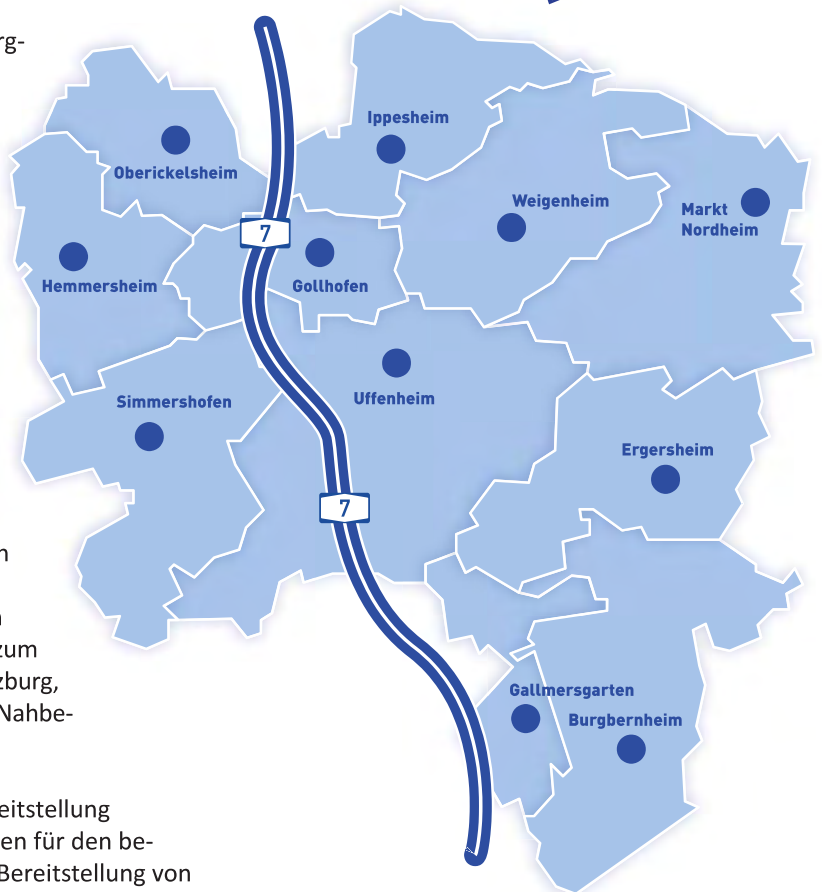 rg-
Ippesheim
Oberickelsheim
Weigenheim
Markt
Nordheim
7
Hemmersheim
Gollhofen
Uffenheim
Simmershofen
Ergersheim
7
n
zum
zburg,
Nahbe-
Gallmersgarten
Burgbernheim
eitstellung
en für den be-
Bereitstellung von